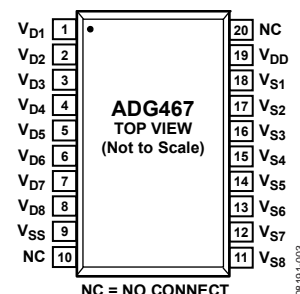 VD1 1 20 NC
VD2 2 19 VDD
VD3 3 18 VS1
VD4 4 17 VS2
VD5 5 16 VS3
VD6 6 15 VS4
VD7 7 14 VS5
VD8 8 13 VS6
VSS 9 12 VS7
NC 10 11 VS8
ADG467
TOP VIEW
(Not to Scale)
NC = NO CONNECT
08191-003